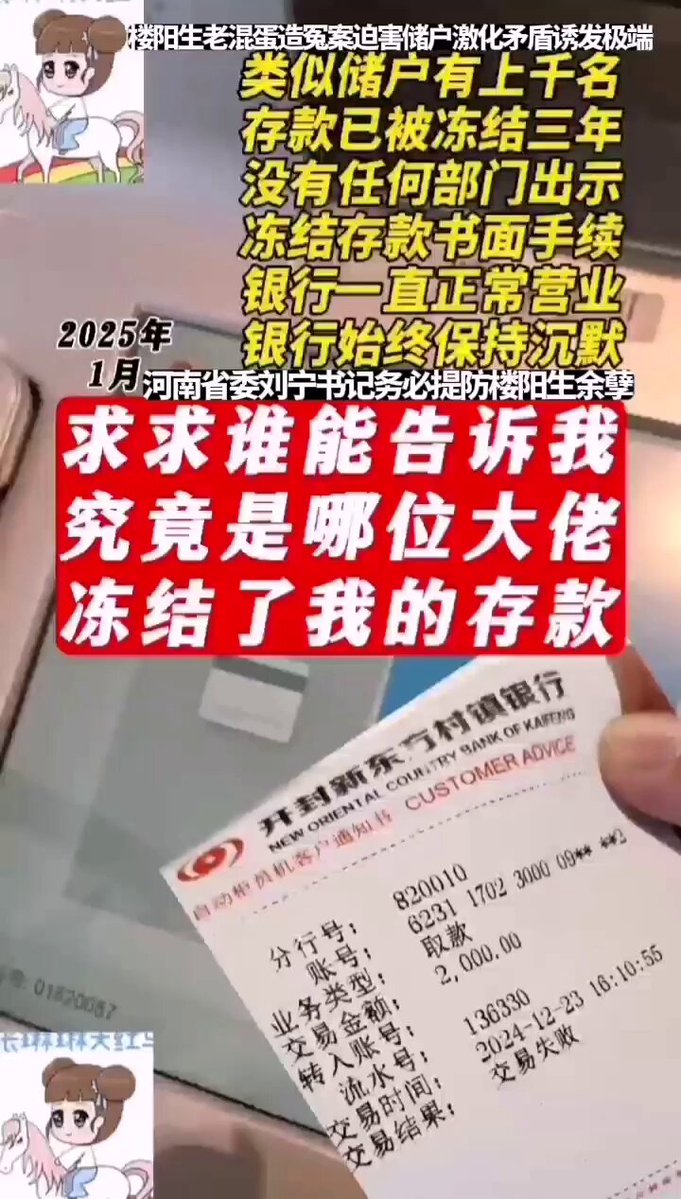 楼阳生老混蛋造冤案迫害储户激化矛盾诱发极端
类似储户有上千名
存款已被冻结三年
没有任何部门出示
冻结存款书面手续
银行一直正常营业
银行始终保持沉默
2025年
1月
河南省委刘宁书记务必提防楼阳生余孽
求求谁能告诉我
究竟是哪位大佬
冻结了我的存款
开封新东方村镇银行
NEW ORIENTAL COUNTRY BANK OF KAIFENG
自动柜员机客户通知书 CUSTOMER ADVICE
分行号： 820010
账号： 6231 1702 3000 09** **2
业务类型： 取款
交易金额： 2,000.00
转入账号：
流水号： 136330
交易时间： 2024-12-23 16:10:55
交易结果： 交易失败
01820087